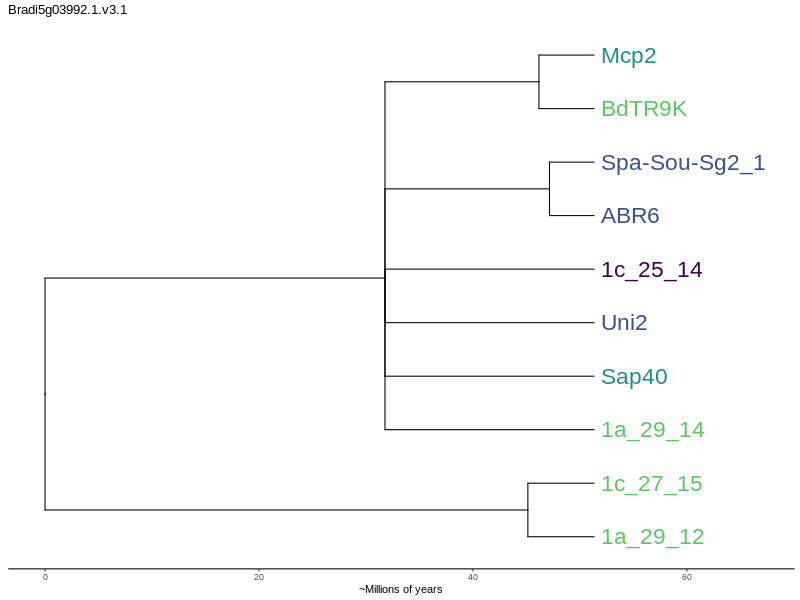 Bradi5g03992.1.v3.1
Mcp2
BdTR9K
Spa-Sou-Sg2_1
ABR6
1c_25_14
Uni2
Sap40
1a_29_14
1c_27_15
1a_29_12
0 20 40 60
~Millions of years